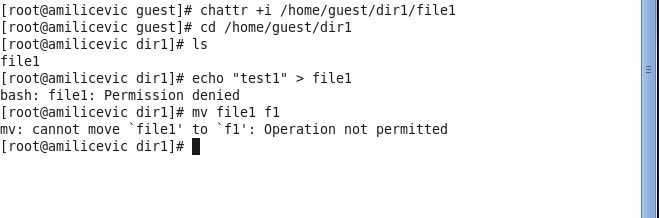 [root@amilicevic guest]# chattr +i /home/guest/dir1/file1
[root@amilicevic guest]# cd /home/guest/dir1
[root@amilicevic dir1]# ls
file1
[root@amilicevic dir1]# echo "test1" > file1
bash: file1: Permission denied
[root@amilicevic dir1]# mv file1 f1
mv: cannot move `file1' to `f1': Operation not permitted
[root@amilicevic dir1]#